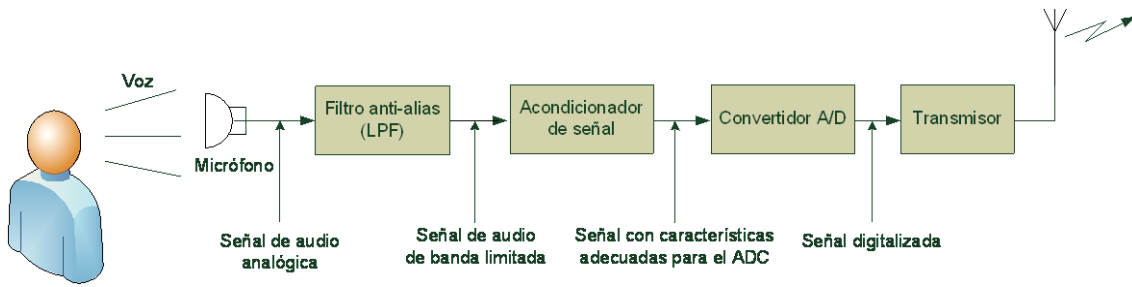 Voz
Micrófono
Filtro anti-alias
(LPF)
Acondicionador
de señal
Convertidor A/D
Transmisor
Señal de audio
analógica
Señal de audio
de banda limitada
Señal con características
adecuadas para el ADC
Señal digitalizada